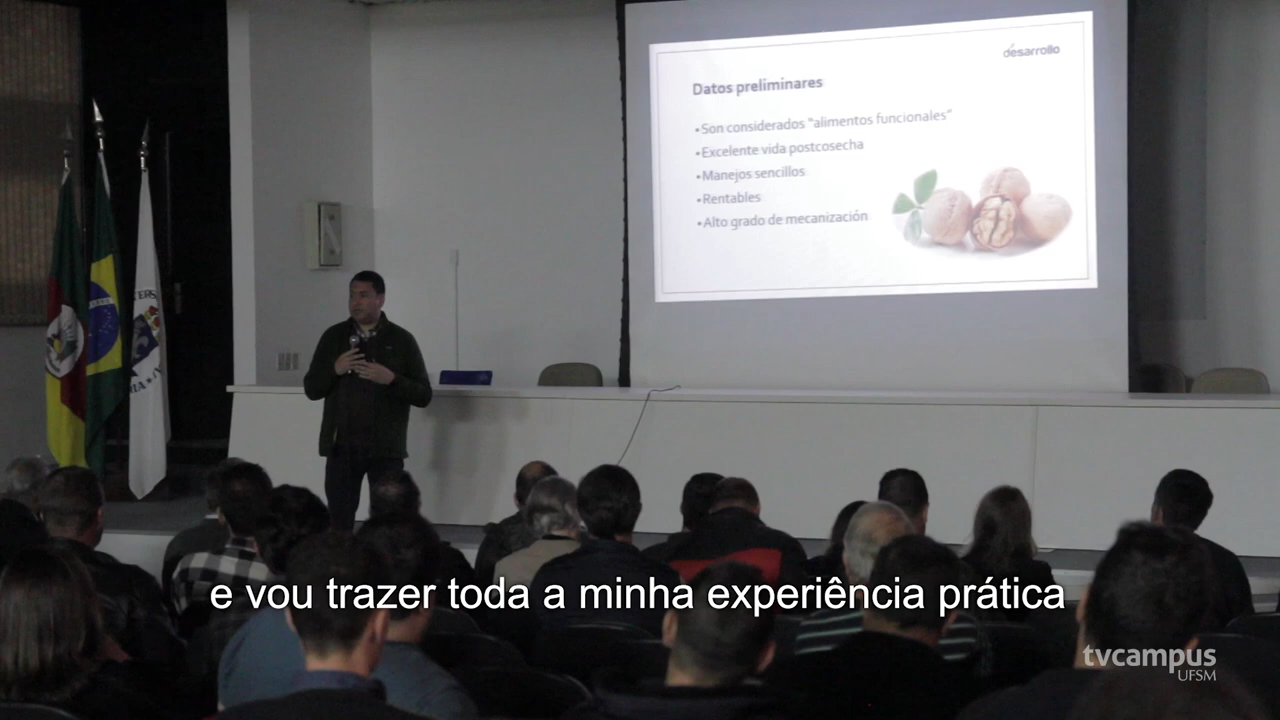 desarrollo
Datos preliminares
•Son considerados "alimentos funcionales"
•Excelente vida postcosecha
•Manejos sencillos
•Rentables
•Alto grado de mecanización
e vou trazer toda a minha experiência prática
tvcampus
UFSM